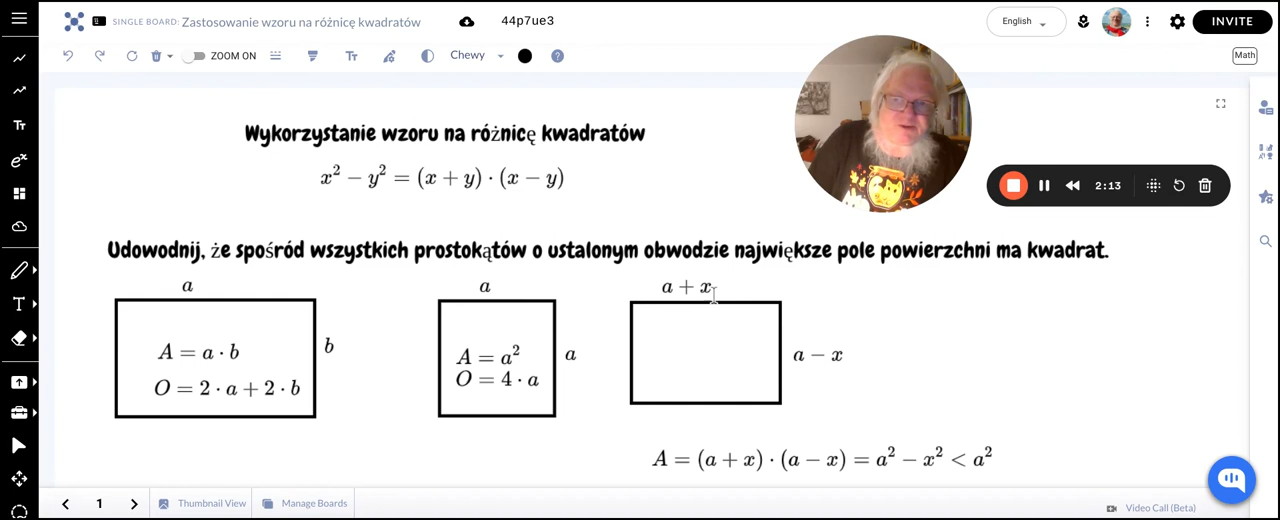 SINGLE BOARD: Zastosowanie wzoru na różnicę kwadratów
44p7ue3
English
INVITE
ZOOM ON
Tт
Chewy
Math
Wykorzystanie wzoru na różnicę kwadratów
x² − y² = (x + y) · (x − y)
2:13
Udowodnij, że spośród wszystkich prostokątów o ustalonym obwodzie największe pole powierzchni ma kwadrat.
a
a
a + x
A = a · b
O = 2 · a + 2 · b
b
A = a²
O = 4 · a
a
a − x
A = (a + x) · (a − x) = a² − x² < a²
1
Thumbnail View
Manage Boards
Video Call (Beta)